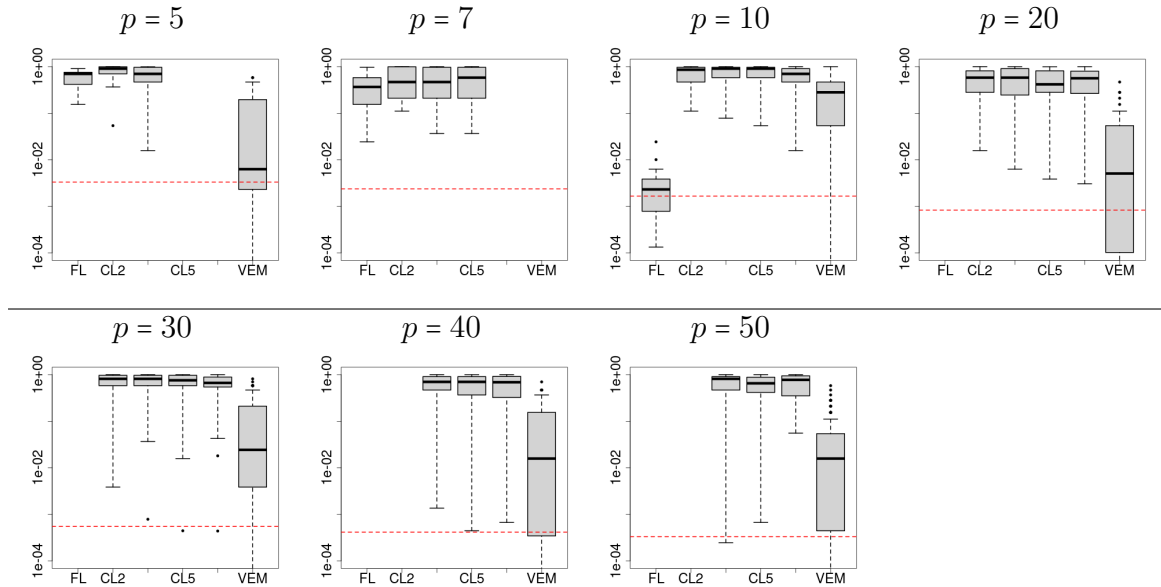 p = 5
p = 7
p = 10
p = 20
1e+00
1e-02
1e-04
FL CL2 CL5 VEM
1e+00
1e-02
1e-04
FL CL2 CL5 VEM
1e+00
1e-02
1e-04
FL CL2 CL5 VEM
1e+00
1e-02
1e-04
FL CL2 CL5 VEM
p = 30
p = 40
p = 50
1e+00
1e-02
1e-04
FL CL2 CL5 VEM
1e+00
1e-02
1e-04
FL CL2 CL5 VEM
1e+00
1e-02
1e-04
FL CL2 CL5 VEM